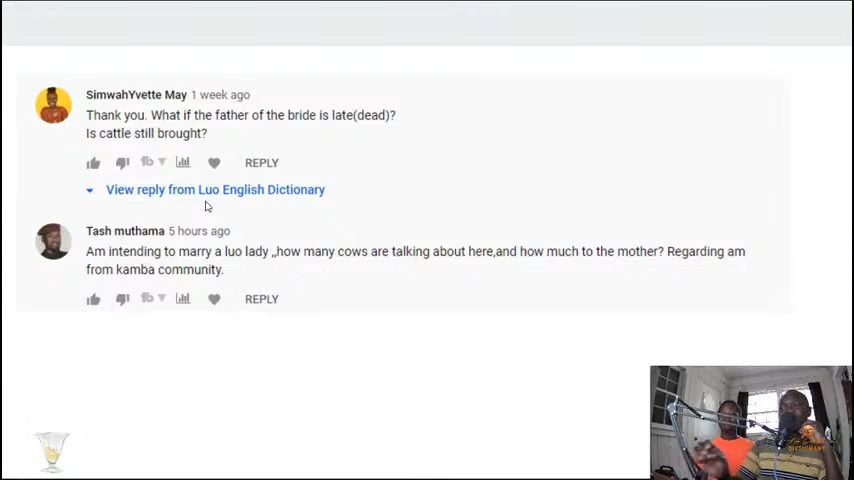 SimwahYvette May 1 week ago
Thank you. What if the father of the bride is late(dead)?
Is cattle still brought?
REPLY
View reply from Luo English Dictionary
Tash muthama 5 hours ago
Am intending to marry a luo lady ,,how many cows are talking about here,and how much to the mother? Regarding am
from kamba community.
REPLY
DICTIONARY